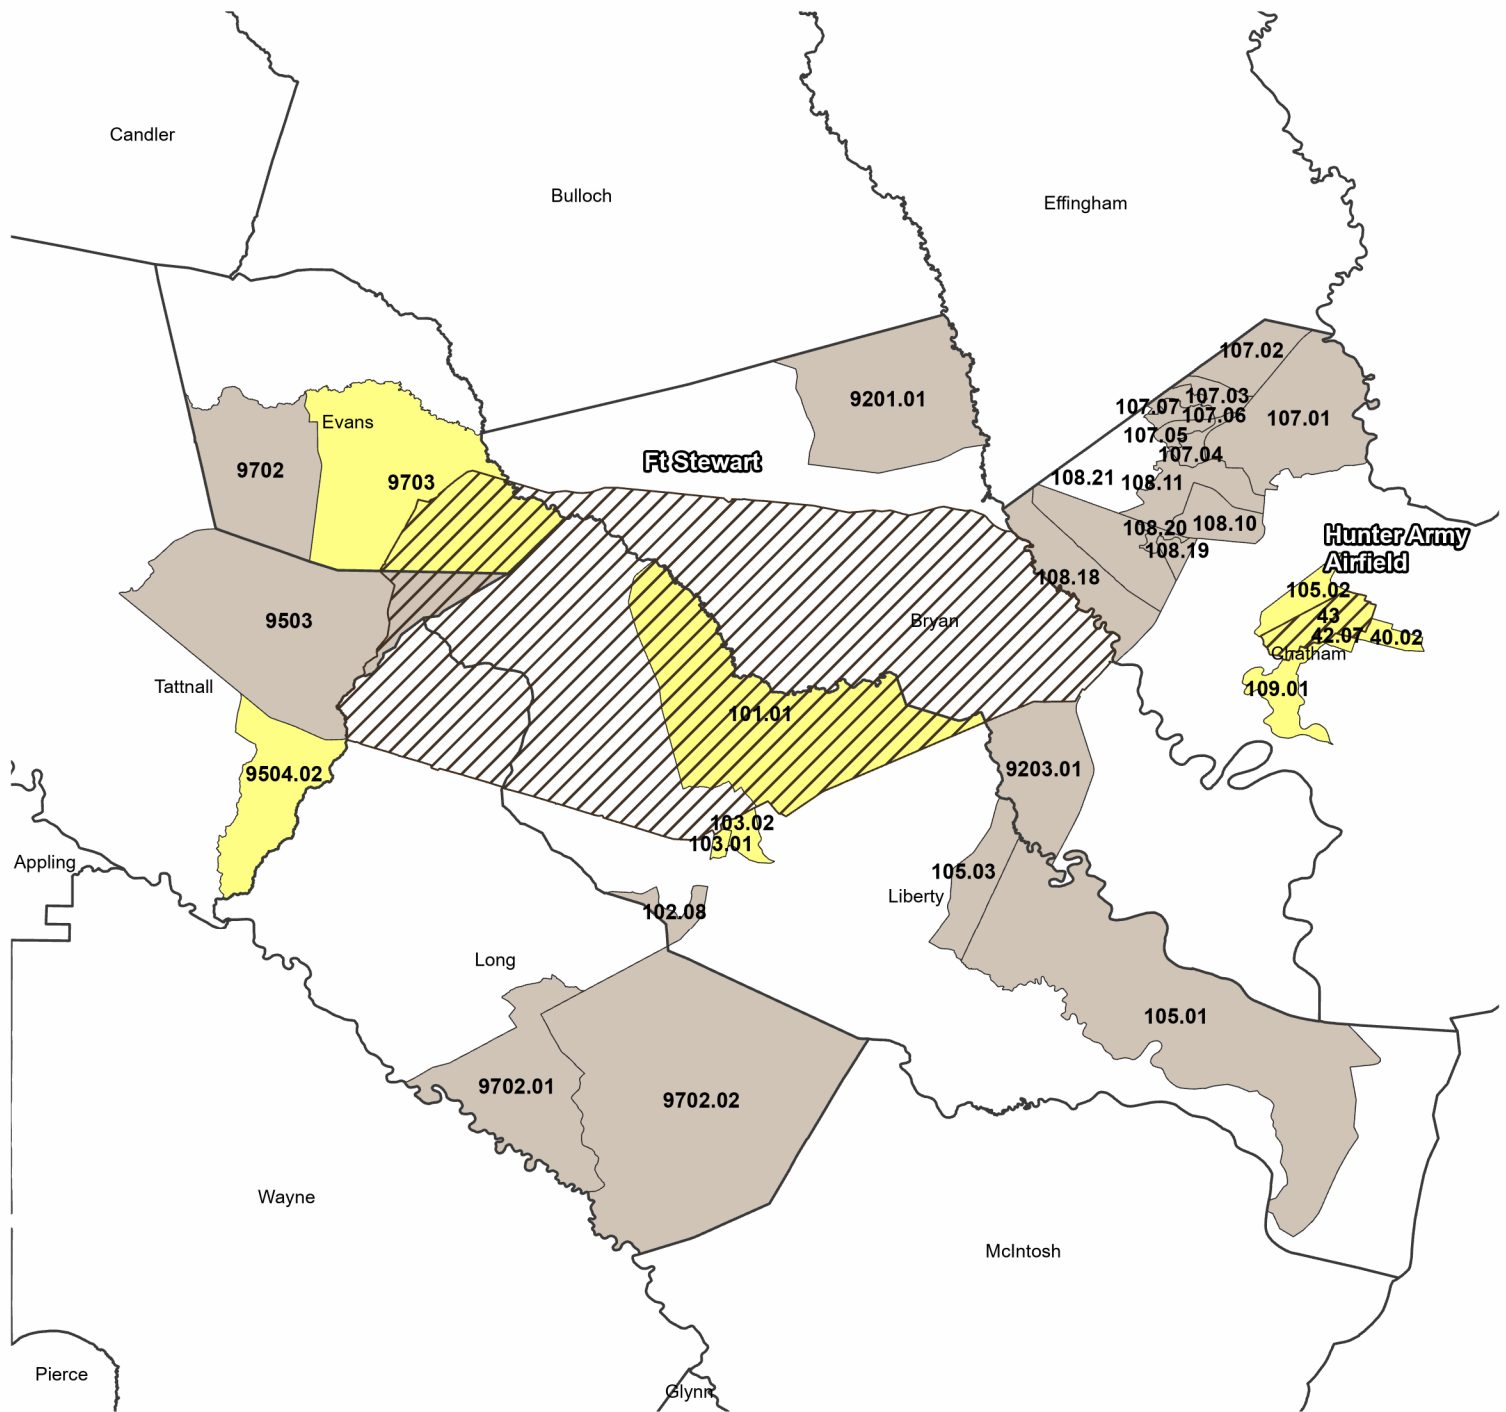 Candler
Bulloch
Effingham
107.02
9201.01
107.03
107.07
107.06
107.01
Evans
107.05
107.04
9702
Ft Stewart
9703
108.21
108.11
108.20
108.10
Hunter Army
Airfield
108.19
108.18
105.02
9503
Bryan
43
42.07
40.02
Chatham
Tattnall
109.01
101.01
9504.02
9203.01
103.02
103.01
Appling
105.03
Liberty
102.08
Long
105.01
9702.01
9702.02
Wayne
McIntosh
Pierce
Glynn